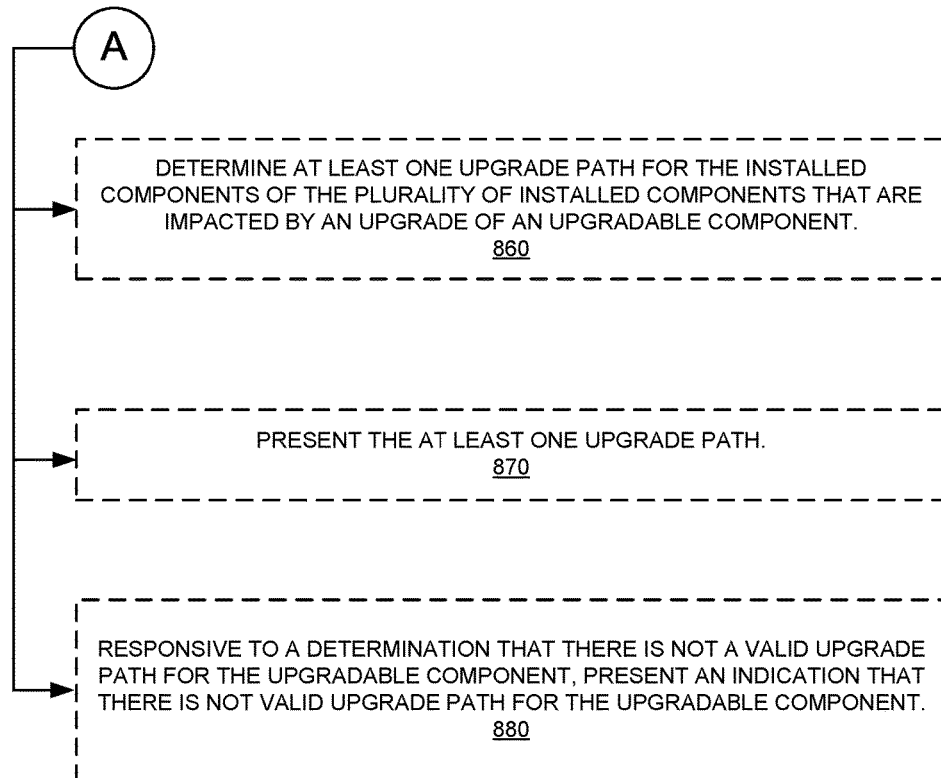 A
DETERMINE AT LEAST ONE UPGRADE PATH FOR THE INSTALLED
COMPONENTS OF THE PLURALITY OF INSTALLED COMPONENTS THAT ARE
IMPACTED BY AN UPGRADE OF AN UPGRADABLE COMPONENT.
860
PRESENT THE AT LEAST ONE UPGRADE PATH.
870
RESPONSIVE TO A DETERMINATION THAT THERE IS NOT A VALID UPGRADE
PATH FOR THE UPGRADABLE COMPONENT, PRESENT AN INDICATION THAT
THERE IS NOT VALID UPGRADE PATH FOR THE UPGRADABLE COMPONENT.
880